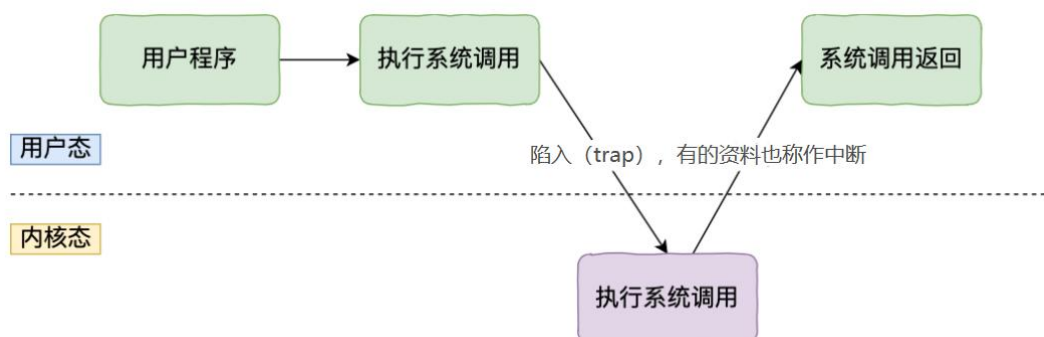 用户程序
执行系统调用
系统调用返回
用户态
陷入（trap），有的资料也称作中断
内核态
执行系统调用